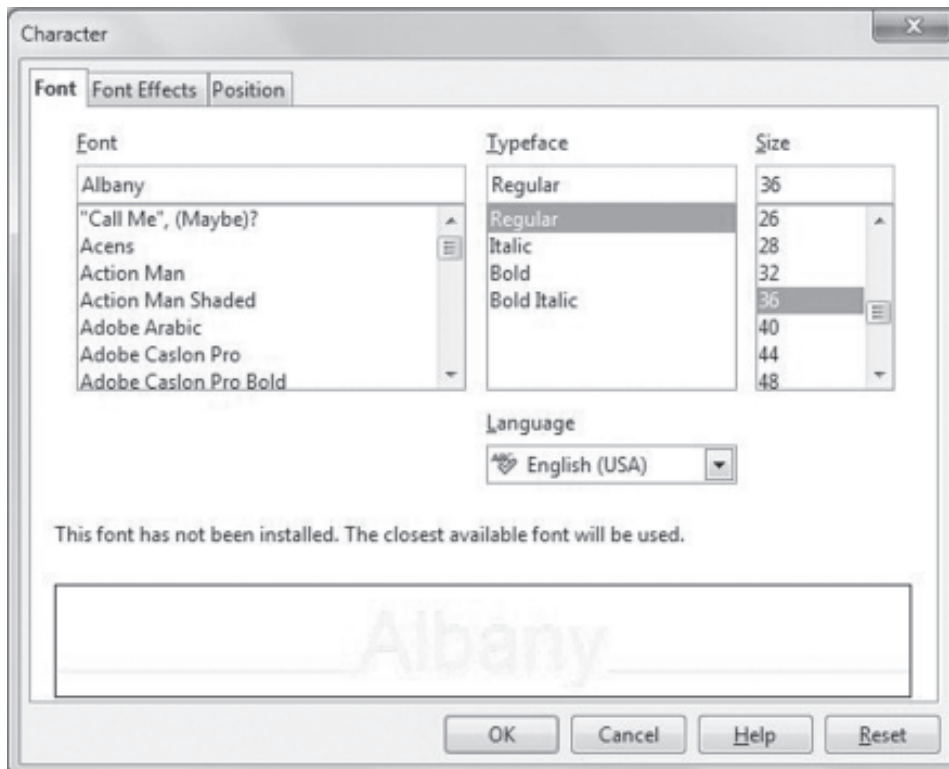 Character
Font Font Effects Position
Font Typeface Size
Albany Regular 36
"Call Me", (Maybe)? Regular 26
Acens Italic 28
Action Man Bold 32
Action Man Shaded Bold Italic 36
Adobe Arabic 40
Adobe Caslon Pro 44
Adobe Caslon Pro Bold 48
Language
ABC English (USA)
This font has not been installed. The closest available font will be used.
Albany
OK Cancel Help Reset